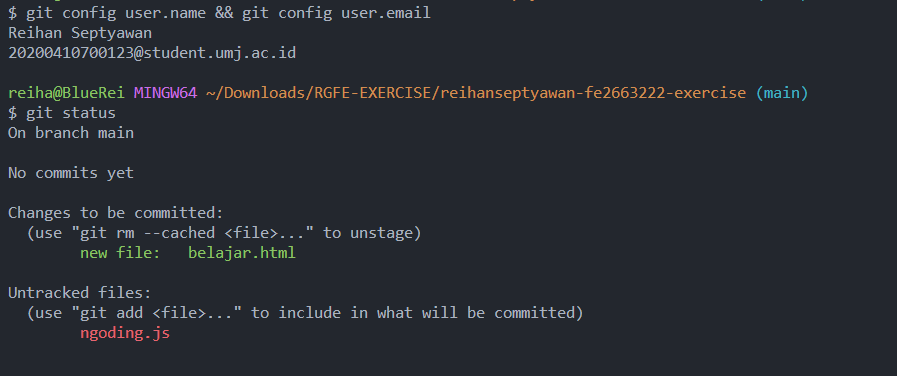 $ git config user.name && git config user.email
Reihan Septyawan
20200410700123@student.umj.ac.id
reiha@BlueRei MINGW64 ~/Downloads/RGFE-EXERCISE/reihanseptyawan-fe2663222-exercise (main)
$ git status
On branch main
No commits yet
Changes to be committed:
(use "git rm --cached <file>..." to unstage)
new file: belajar.html
Untracked files:
(use "git add <file>..." to include in what will be committed)
ngoding.js